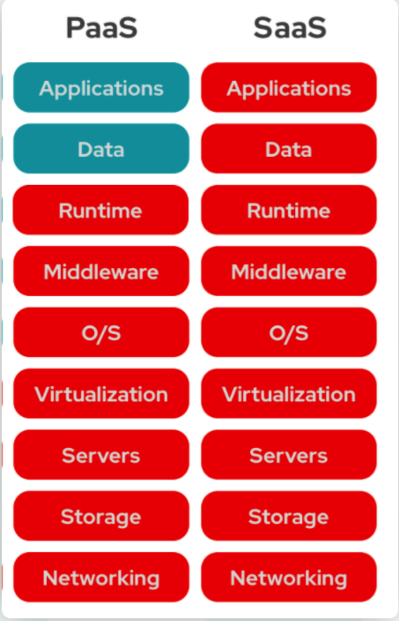 PaaS SaaS
Applications Applications
Data Data
Runtime Runtime
Middleware Middleware
O/S O/S
Virtualization Virtualization
Servers Servers
Storage Storage
Networking Networking